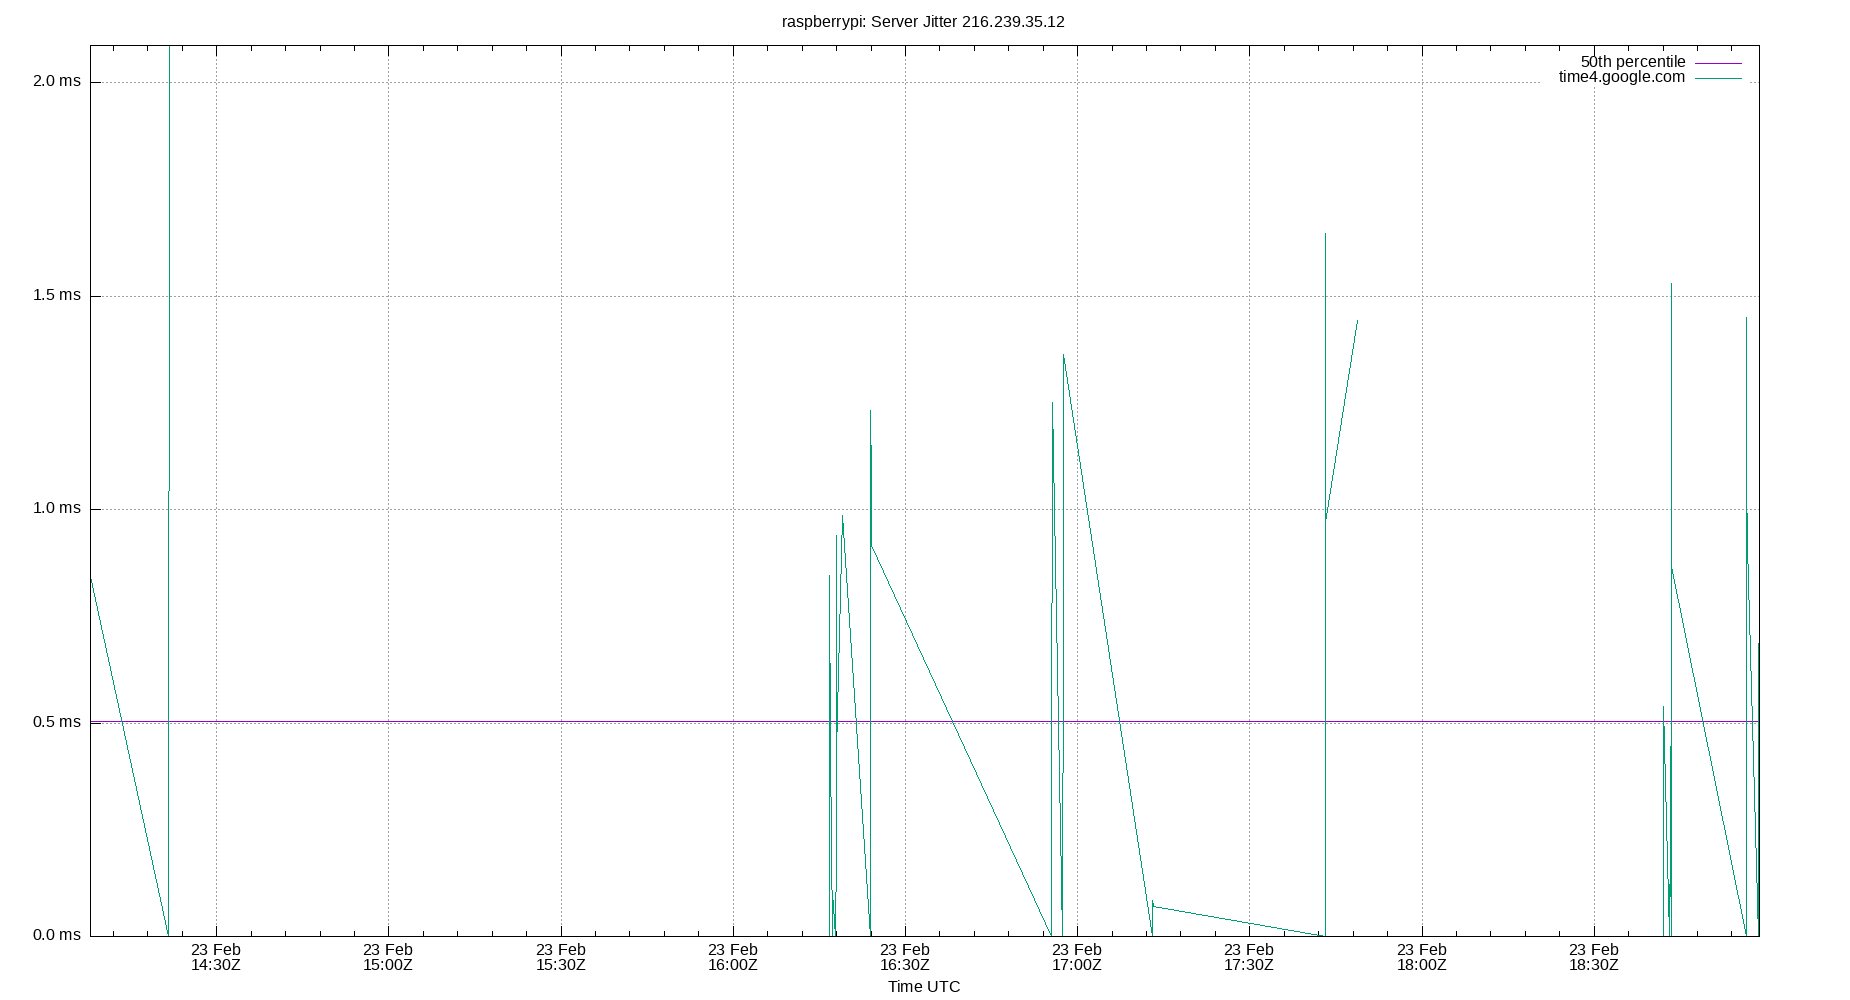 raspberrypi: Server Jitter 216.239.35.12
50th percentile
time4.google.com
2.0 ms
1.5 ms
1.0 ms
0.5 ms
0.0 ms
23 Feb 23 Feb 23 Feb 23 Feb 23 Feb 23 Feb 23 Feb 23 Feb 23 Feb
14:30Z 15:00Z 15:30Z 16:00Z 16:30Z 17:00Z 17:30Z 18:00Z 18:30Z
Time UTC